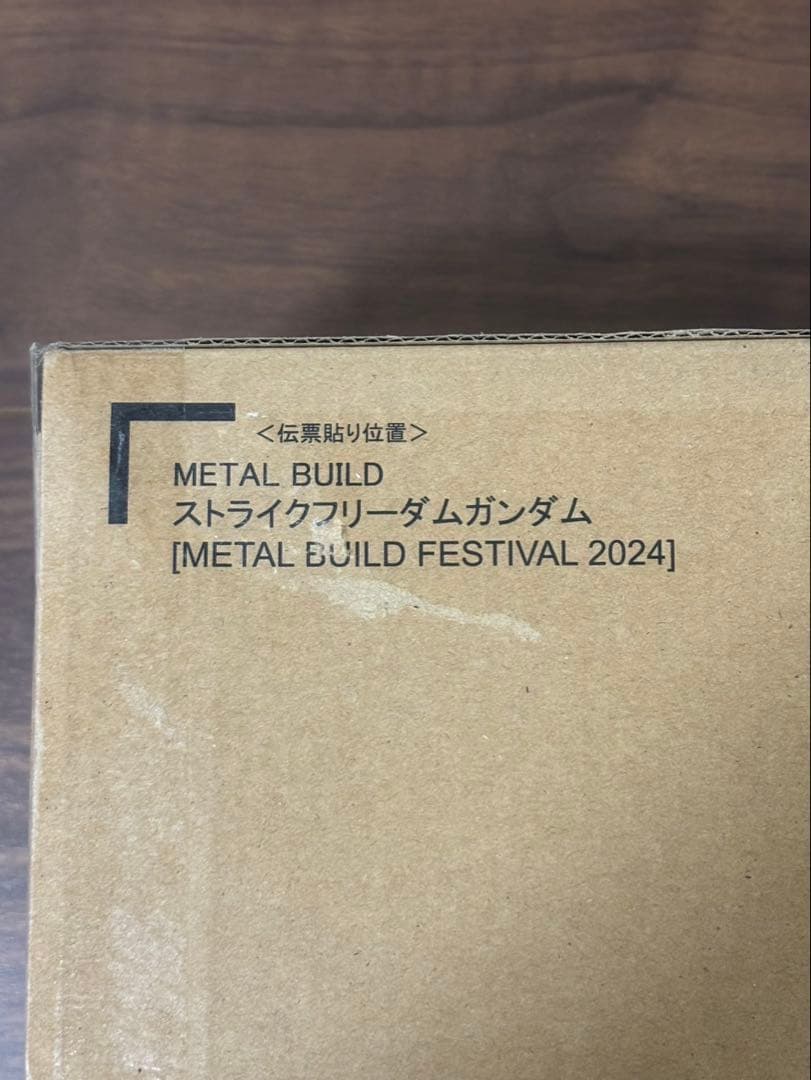 ＜伝票貼り位置＞
METAL BUILD
ストライクフリーダムガンダム
[METAL BUILD FESTIVAL 2024]